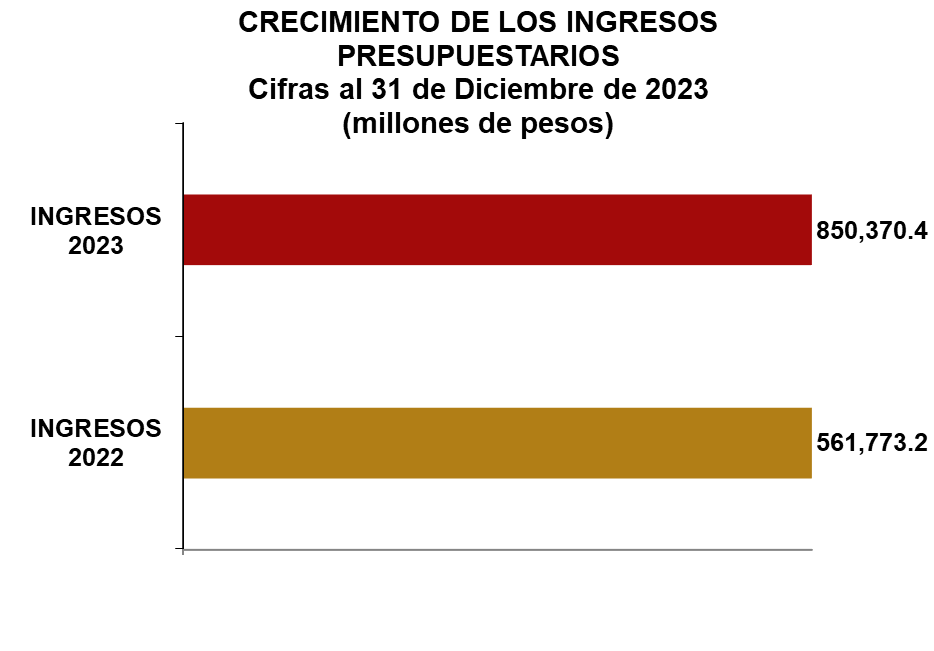 CRECIMIENTO DE LOS INGRESOS
PRESUPUESTARIOS
Cifras al 31 de Diciembre de 2023
(millones de pesos)
INGRESOS
2023
850,370.4
INGRESOS
2022
561,773.2